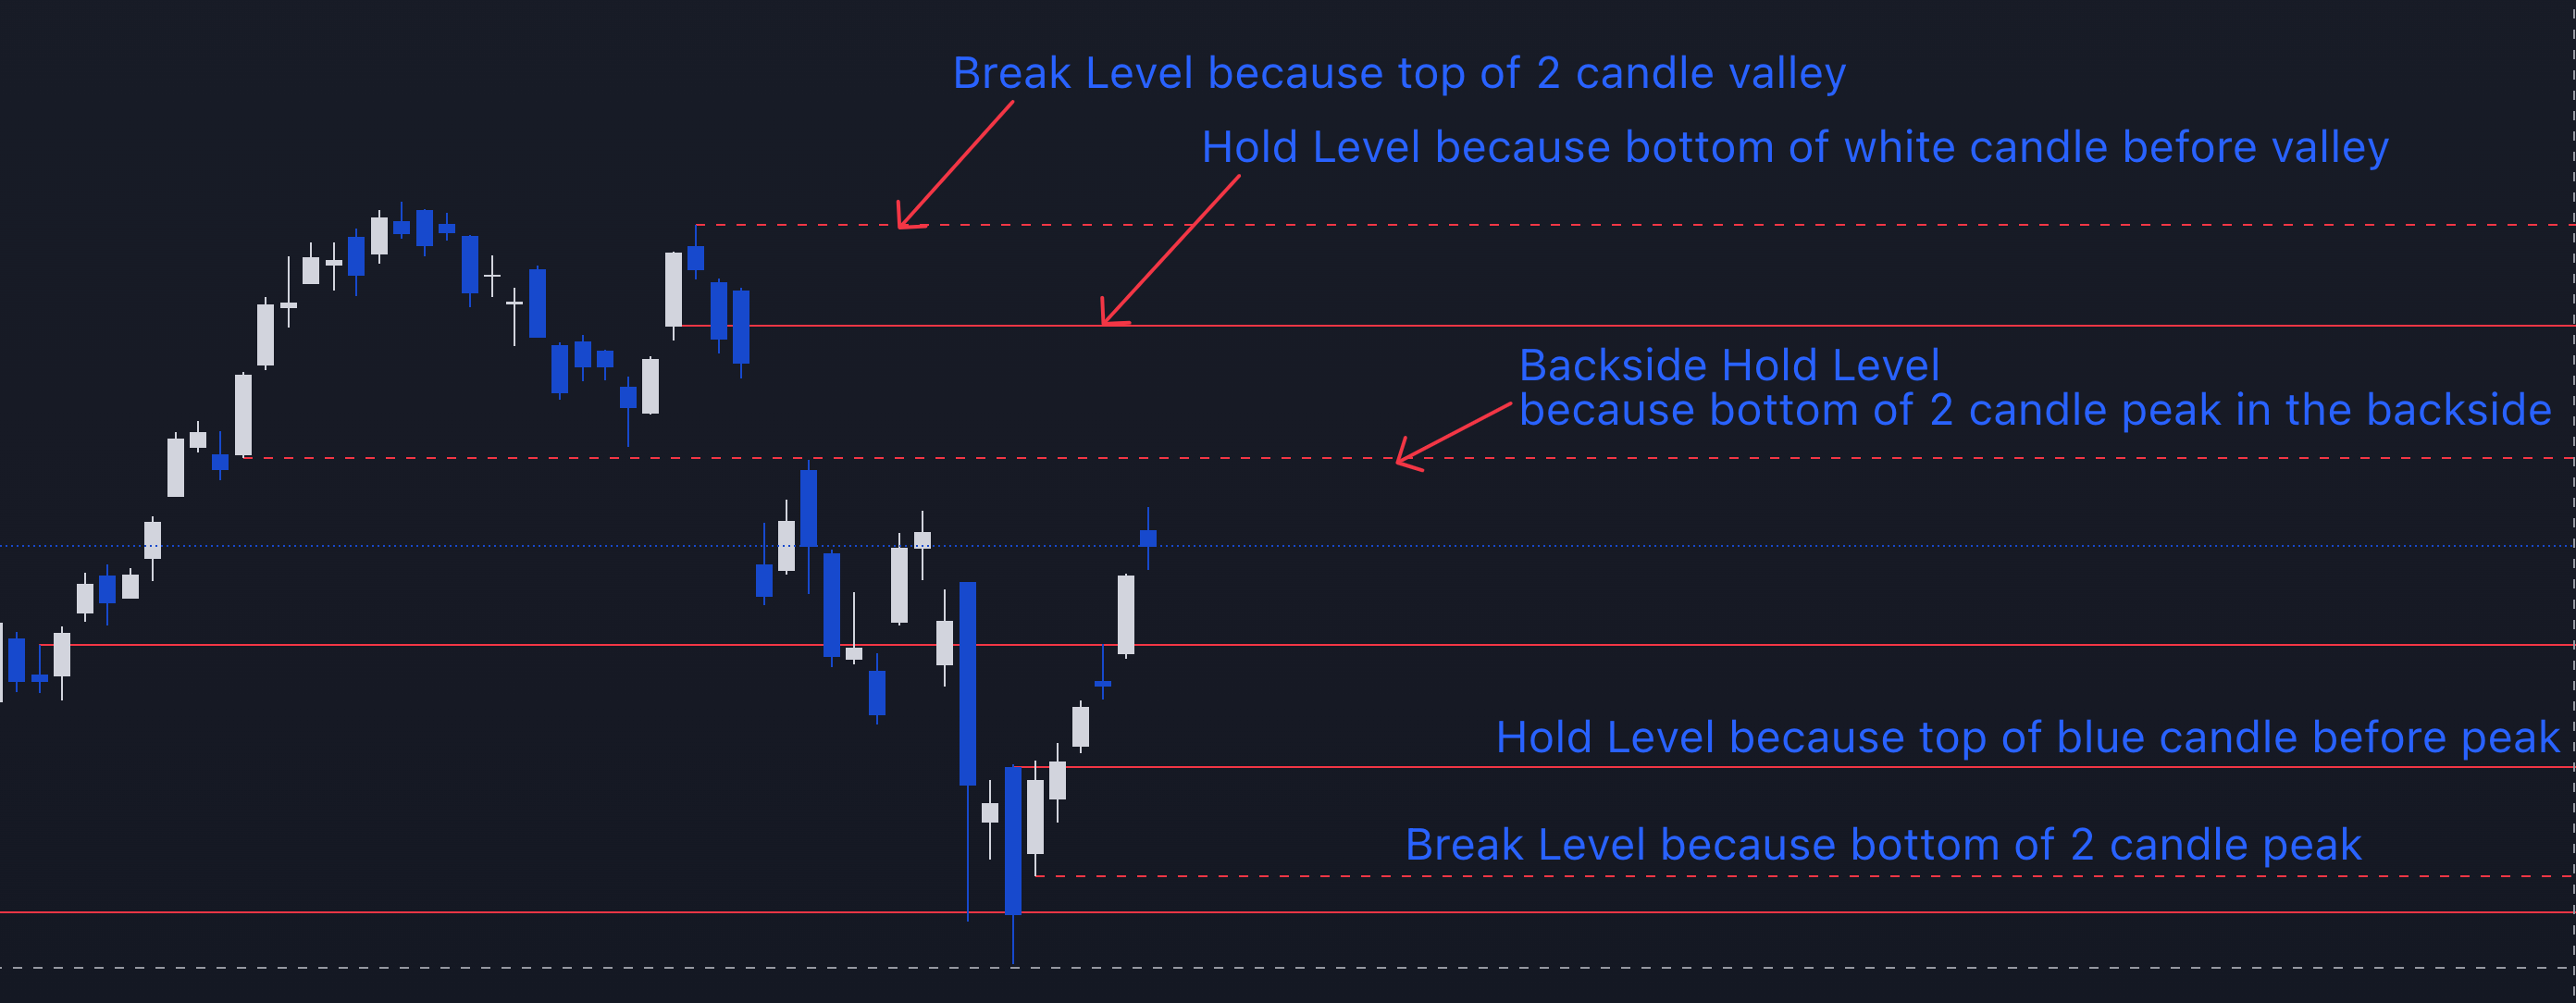 Break Level because top of 2 candle valley
Hold Level because bottom of white candle before valley
Backside Hold Level
because bottom of 2 candle peak in the backside
Hold Level because top of blue candle before peak
Break Level because bottom of 2 candle peak